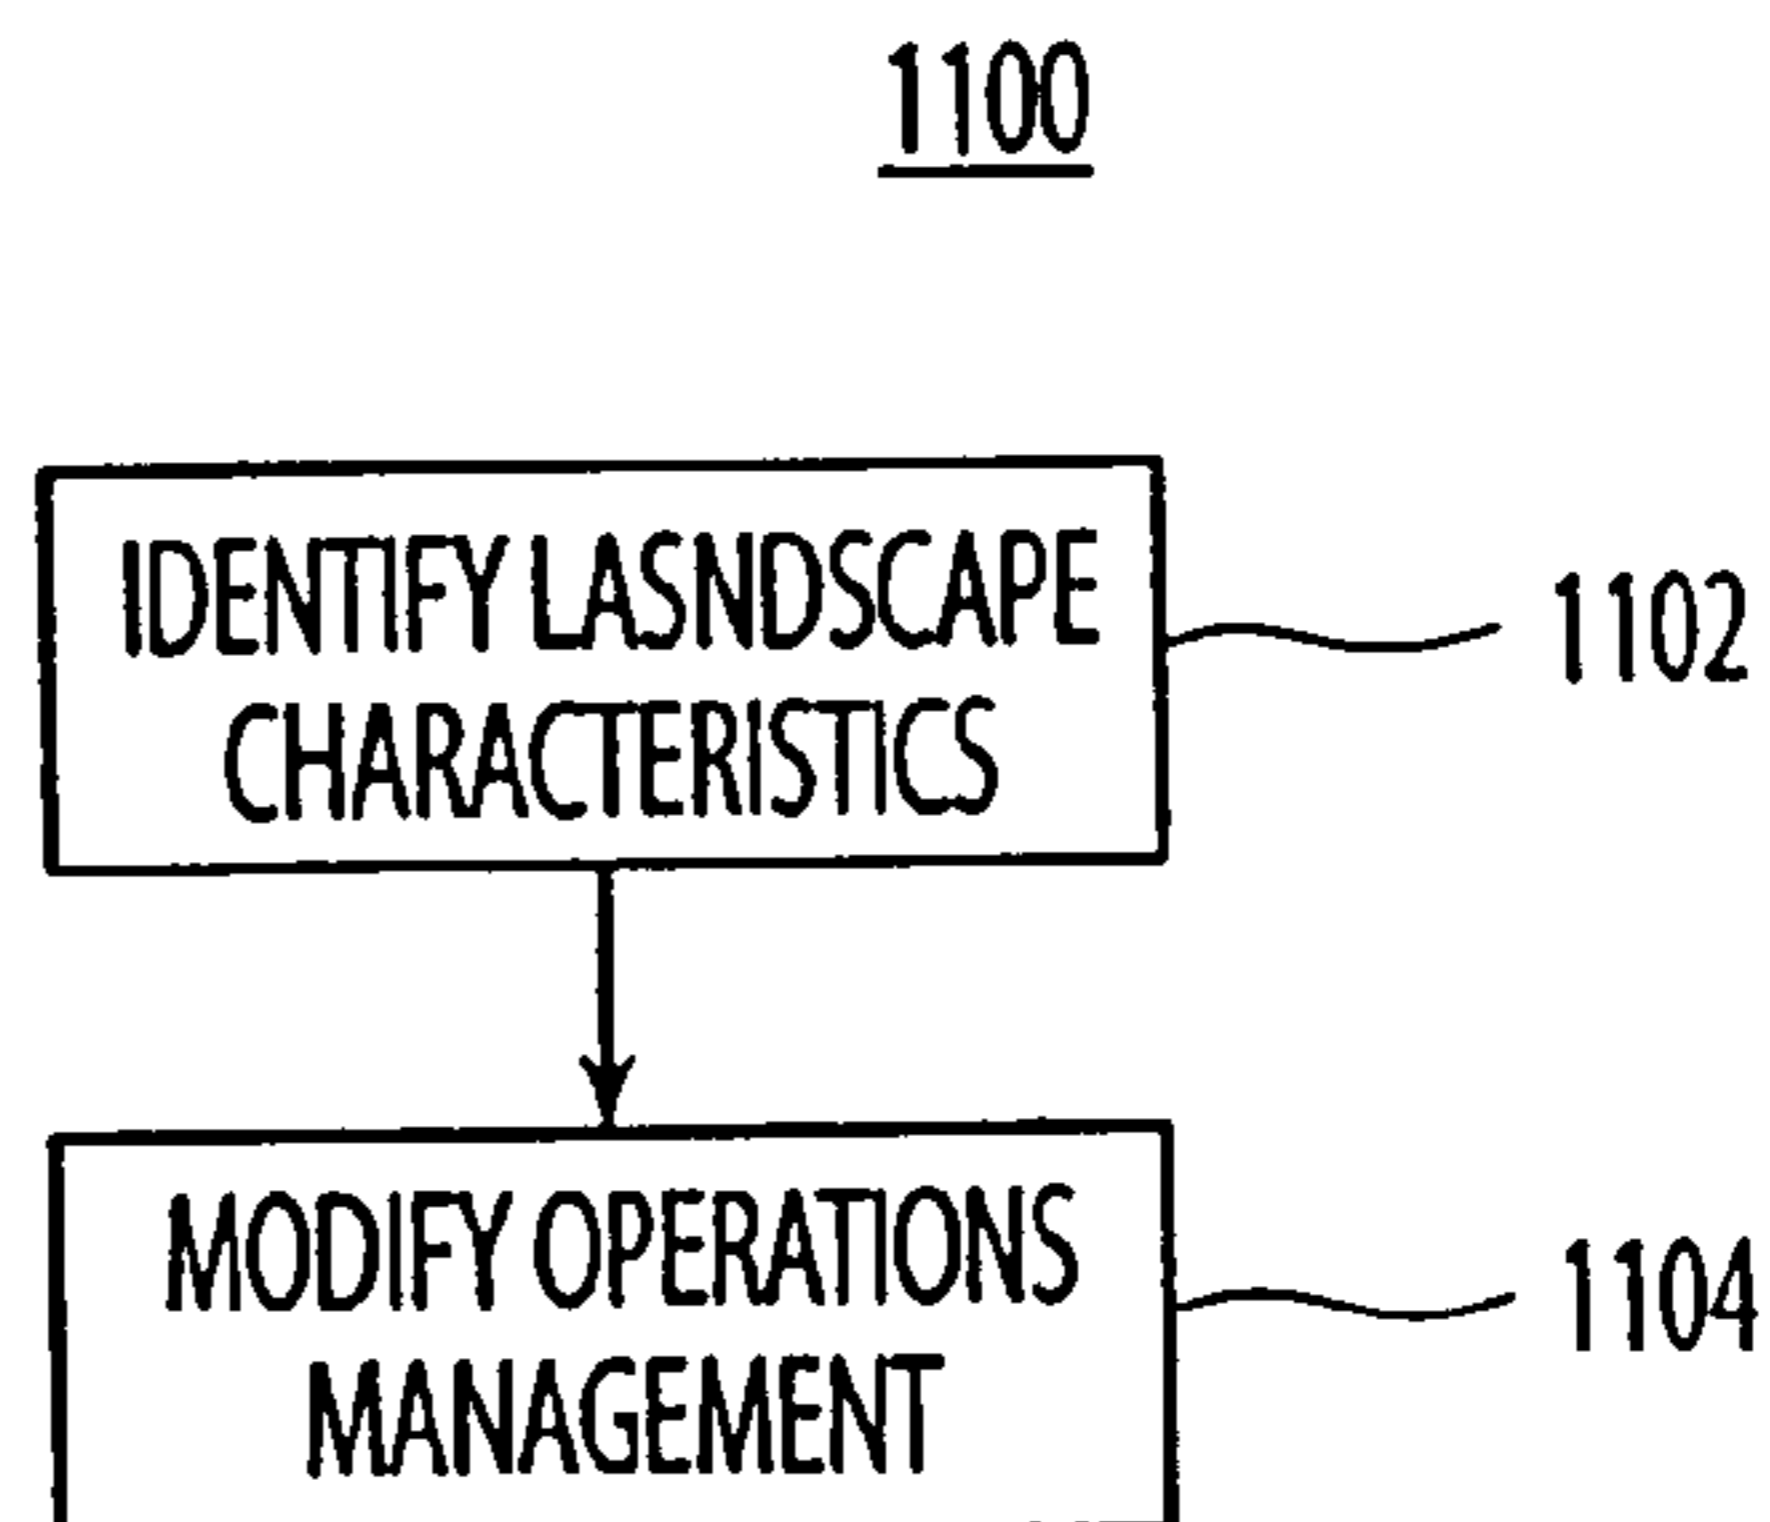 1100
IDENTIFY LASNDSCAPE
CHARACTERISTICS
1102
MODIFY OPERATIONS
MANAGEMENT
1104